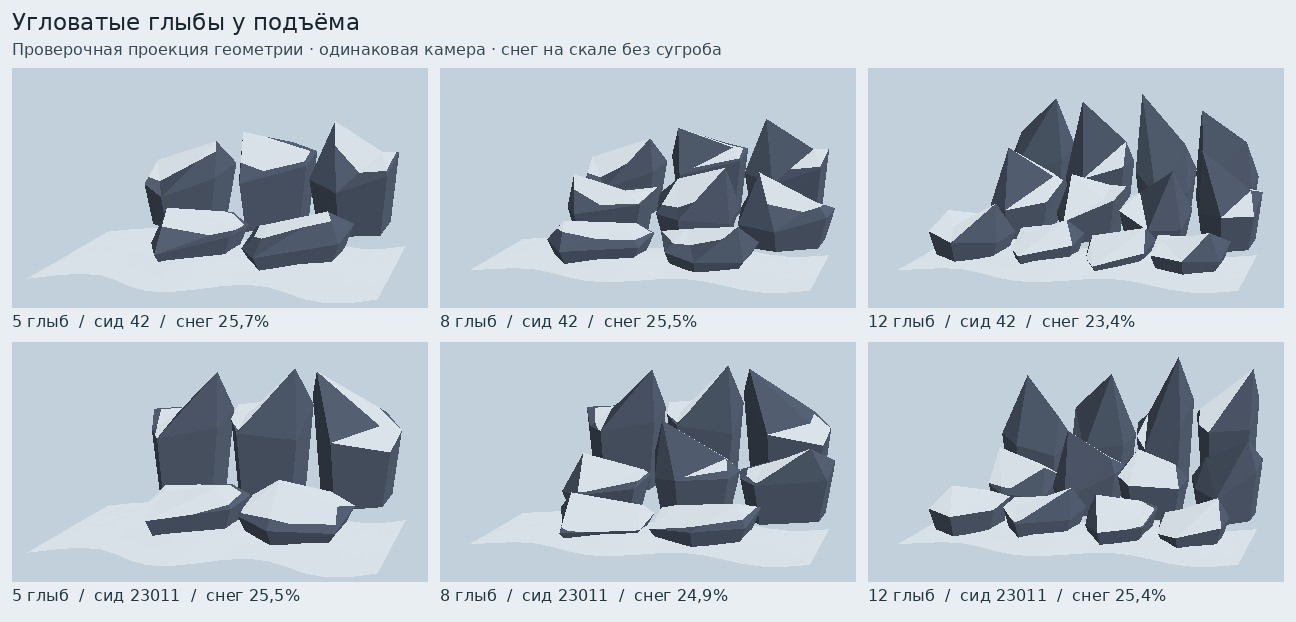 Угловатые глыбы у подъёма
Проверочная проекция геометрии · одинаковая камера · снег на скале без сугроба
5 глыб / сид 42 / снег 25,7%
8 глыб / сид 42 / снег 25,5%
12 глыб / сид 42 / снег 23,4%
5 глыб / сид 23011 / снег 25,5%
8 глыб / сид 23011 / снег 24,9%
12 глыб / сид 23011 / снег 25,4%